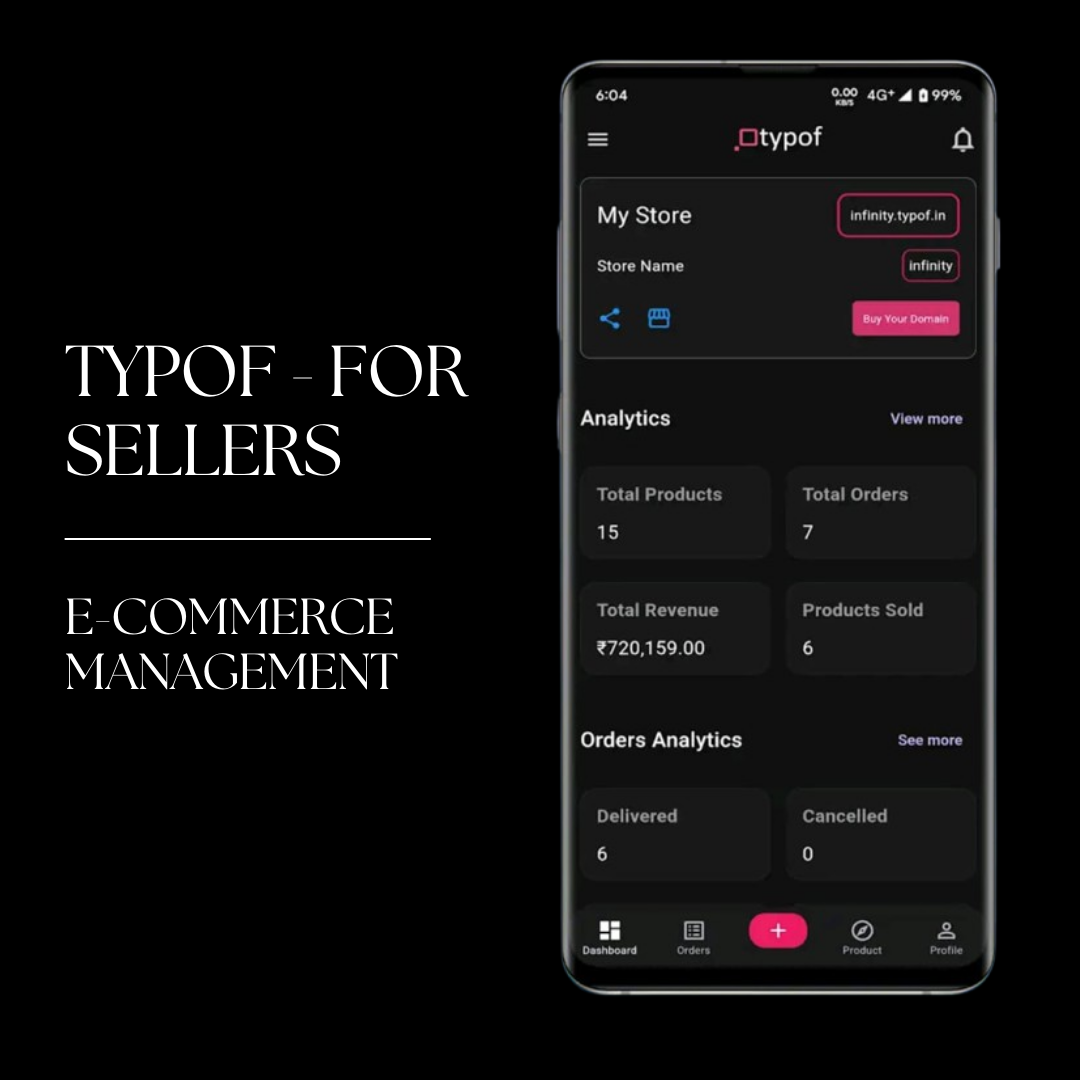 TYPOF - FOR
SELLERS
E-COMMERCE
MANAGEMENT
6:04
0.00
KB/S
4G+
99%
typof
My Store
infinity.typof.in
Store Name
infinity
Buy Your Domain
Analytics
View more
Total Products
Total Orders
15
7
Total Revenue
Products Sold
₹720,159.00
6
Orders Analytics
See more
Delivered
Cancelled
6
0
+
Dashboard
Orders
Product
Profile